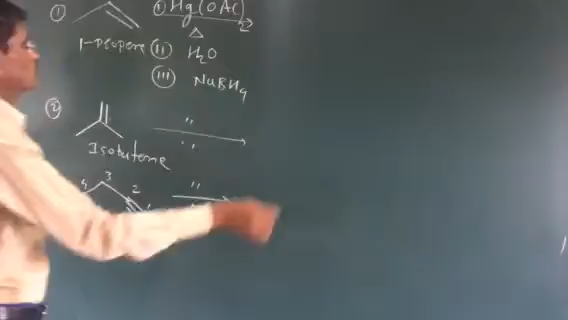 ① ⓘ Hg(OAC)2
Δ
1-propene ⓘⓘ H2O
ⓘⓘⓘ NaBH4
② "
Isobutene "
4 3 2 "